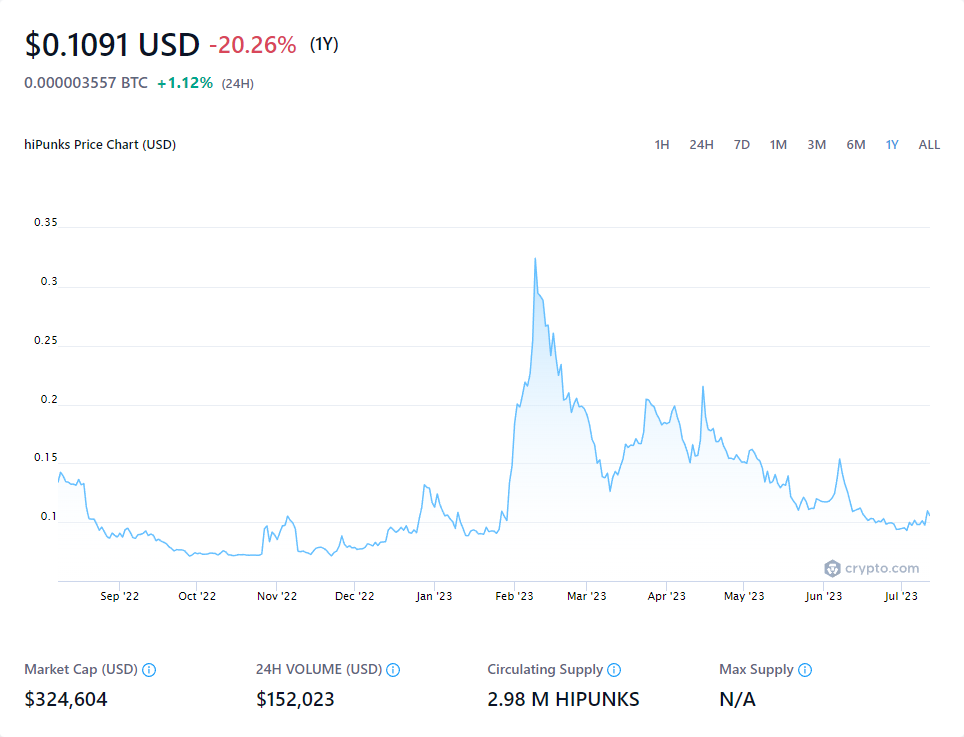 $0.1091 USD -20.26% (1Y)
0.000003557 BTC +1.12% (24H)
hiPunks Price Chart (USD) 1H 24H 7D 1M 3M 6M 1Y ALL
0.35
0.3
0.25
0.2
0.15
0.1
crypto.com
Sep '22 Oct '22 Nov '22 Dec '22 Jan '23 Feb '23 Mar '23 Apr '23 May '23 Jun '23 Jul '23
Market Cap (USD) 24H VOLUME (USD) Circulating Supply Max Supply
$324,604 $152,023 2.98 M HIPUNKS N/A